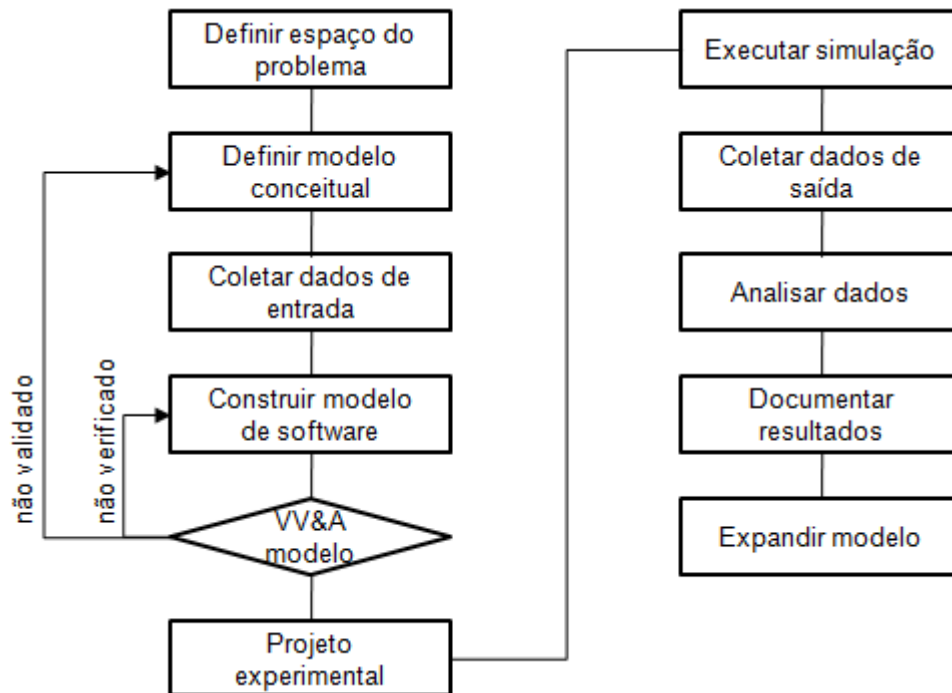 Definir espaço do
problema
Definir modelo
conceitual
Coletar dados de
entrada
Construir modelo
de software
VV&A
modelo
Projeto
experimental
não validado
não verificado
Executar simulação
Coletar dados de
saída
Analisar dados
Documentar
resultados
Expandir modelo